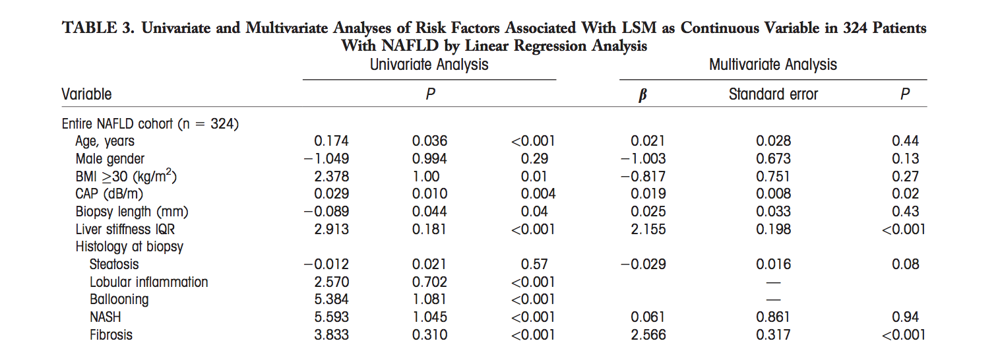 TABLE 3. Univariate and Multivariate Analyses of Risk Factors Associated With LSM as Continuous Variable in 324 Patients
With NAFLD by Linear Regression Analysis
Univariate Analysis Multivariate Analysis
Variable P β Standard error P
Entire NAFLD cohort (n = 324)
Age, years 0.174 0.036 <0.001 0.021 0.028 0.44
Male gender −1.049 0.994 0.29 −1.003 0.673 0.13
BMI ≥30 (kg/m²) 2.378 1.00 0.01 −0.817 0.751 0.27
CAP (dB/m) 0.029 0.010 0.004 0.019 0.008 0.02
Biopsy length (mm) −0.089 0.044 0.04 0.025 0.033 0.43
Liver stiffness IQR 2.913 0.181 <0.001 2.155 0.198 <0.001
Histology at biopsy
Steatosis −0.012 0.021 0.57 −0.029 0.016 0.08
Lobular inflammation 2.570 0.702 <0.001 —
Ballooning 5.384 1.081 <0.001 —
NASH 5.593 1.045 <0.001 0.061 0.861 0.94
Fibrosis 3.833 0.310 <0.001 2.566 0.317 <0.001